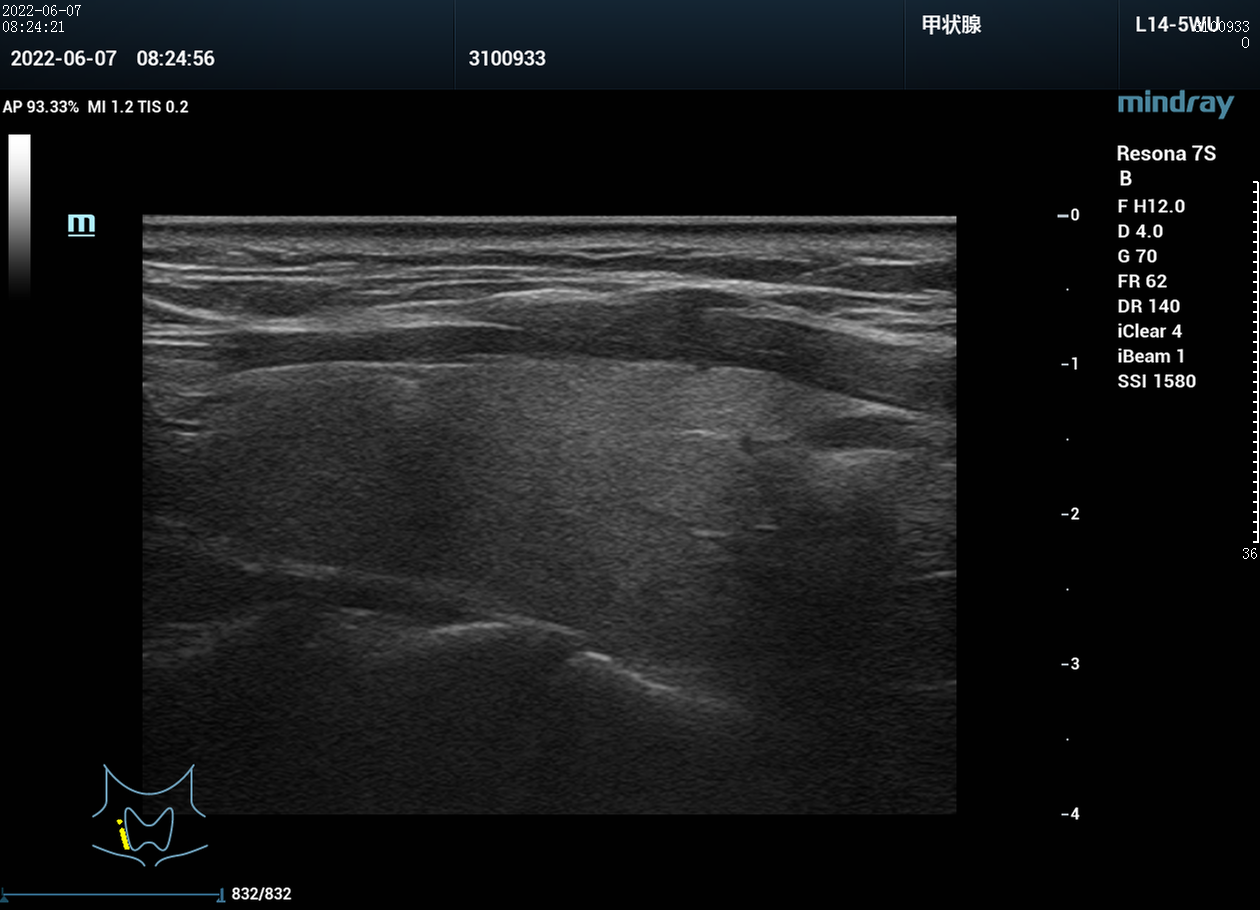 2022-06-07
08:24:21
2022-06-07 08:24:56
3100933
甲状腺
L14-5WU
3100933
0
AP 93.33% MI 1.2 TIS 0.2
mindray
m
Resona 7S
B
F H12.0
D 4.0
G 70
FR 62
DR 140
iClear 4
iBeam 1
SSI 1580
0
1
2
3
4
36
832/832